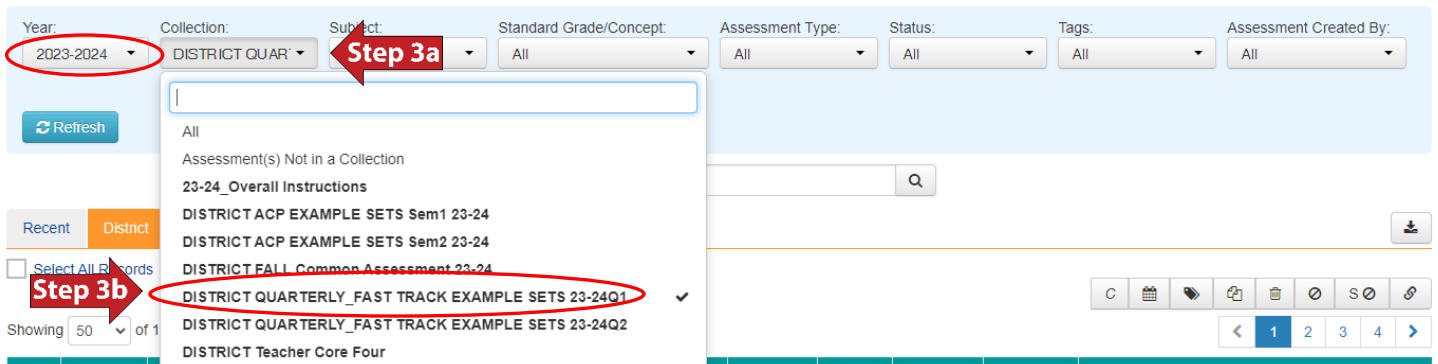 Year: Collection: Subject: Standard Grade/Concept: Assessment Type: Status: Tags: Assessment Created By:
2023-2024 DISTRICT QUAR Step 3a All All All All All
Refresh
All
Assessment(s) Not in a Collection
23-24_Overall Instructions
DISTRICT ACP EXAMPLE SETS Sem1 23-24
Recent District
DISTRICT ACP EXAMPLE SETS Sem2 23-24
DISTRICT FALL Common Assessment 23-24
Select All Records
Step 3b
DISTRICT QUARTERLY_FAST TRACK EXAMPLE SETS 23-24Q1
C S
DISTRICT QUARTERLY_FAST TRACK EXAMPLE SETS 23-24Q2
Showing 50 of 1
< 1 2 3 4 >
DISTRICT Teacher Core Four